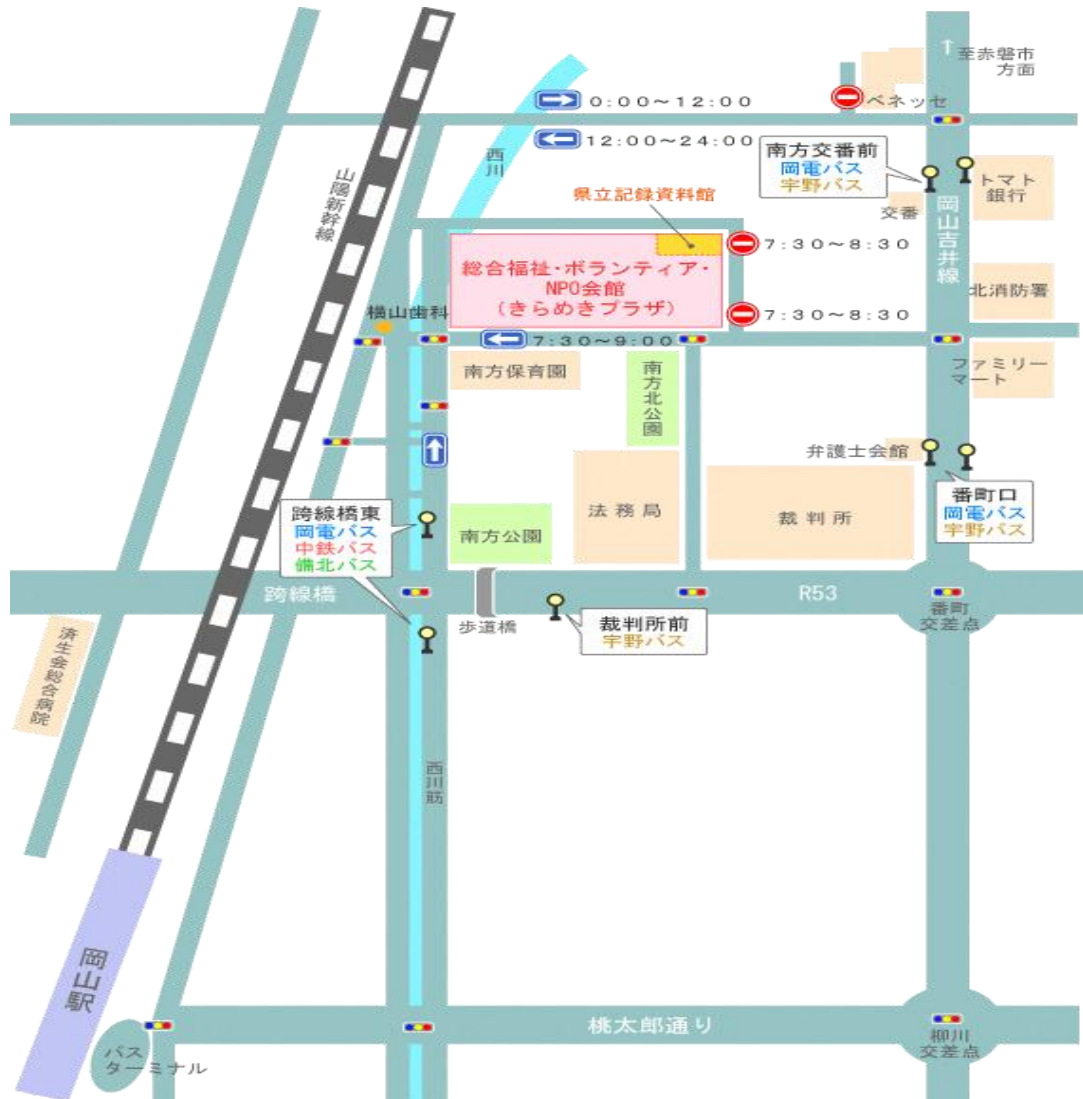 ↑
至赤磐市
方面
ベネッセ
0:00~12:00
12:00~24:00
西川
山陽新幹線
県立記録資料館
南方交番前
岡電バス
宇野バス
交番
トマト
銀行
岡山吉井線
7:30~8:30
総合福祉・ボランティア・
NPO会館
(きらめきプラザ)
7:30~8:30
北消防署
横山歯科
7:30~9:00
ファミリー
マート
南方保育園
南方北公園
弁護士会館
番町口
岡電バス
宇野バス
法務局
裁判所
跨線橋東
岡電バス
中鉄バス
備北バス
南方公園
跨線橋
R53
番町
交差点
歩道橋
裁判所前
宇野バス
済生会総合病院
西川筋
岡山駅
桃太郎通り
柳川
交差点
バス
ターミナル